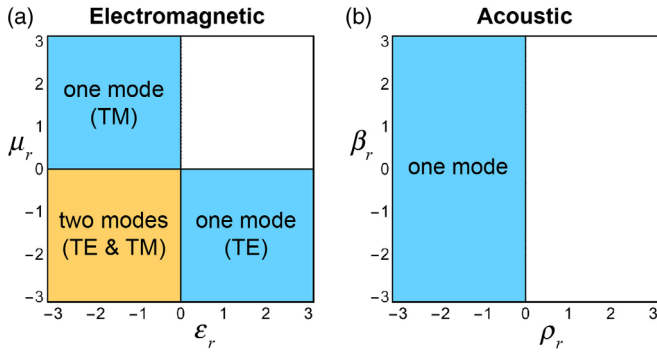 (a) Electromagnetic
(b) Acoustic
3
2
1
0
−1
−2
−3
μr
one mode
(TM)
two modes
(TE & TM)
one mode
(TE)
−3 −2 −1 0 1 2 3
εr
3
2
1
0
−1
−2
−3
βr
one mode
−3 −2 −1 0 1 2 3
ρr